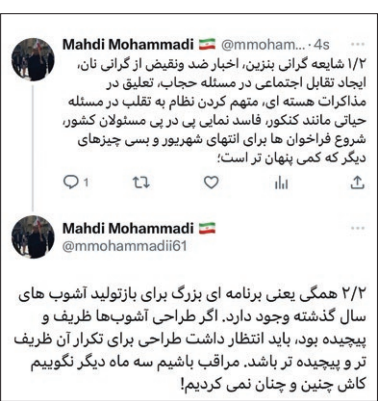 Mahdi Mohammadi 🇮🇷 @mmoham... · 4s
۱/۲ شایعه گرانی بنزین، اخبار ضد ونقیض از گرانی نان،
ایجاد تقابل اجتماعی در مسئله حجاب، تعلیق در
مذاکرات هسته ای، متهم کردن نظام به تقلب در مسئله
حیاتی مانند کنکور، فاسد نمایی پی در پی مسئولان کشور،
شروع فراخوان ها برای انتهای شهریور و بسی چیزهای
دیگر که کمی پنهان تر است؛
1
Mahdi Mohammadi 🇮🇷
@mmohammadii61
۲/۲ همگی یعنی برنامه ای بزرگ برای بازتولید آشوب های
سال گذشته وجود دارد. اگر طراحی آشوب‌ها ظریف و
پیچیده بود، باید انتظار داشت طراحی برای تکرار آن ظریف
تر و پیچیده تر باشد. مراقب باشیم سه ماه دیگر نگوییم
کاش چنین و چنان نمی کردیم!